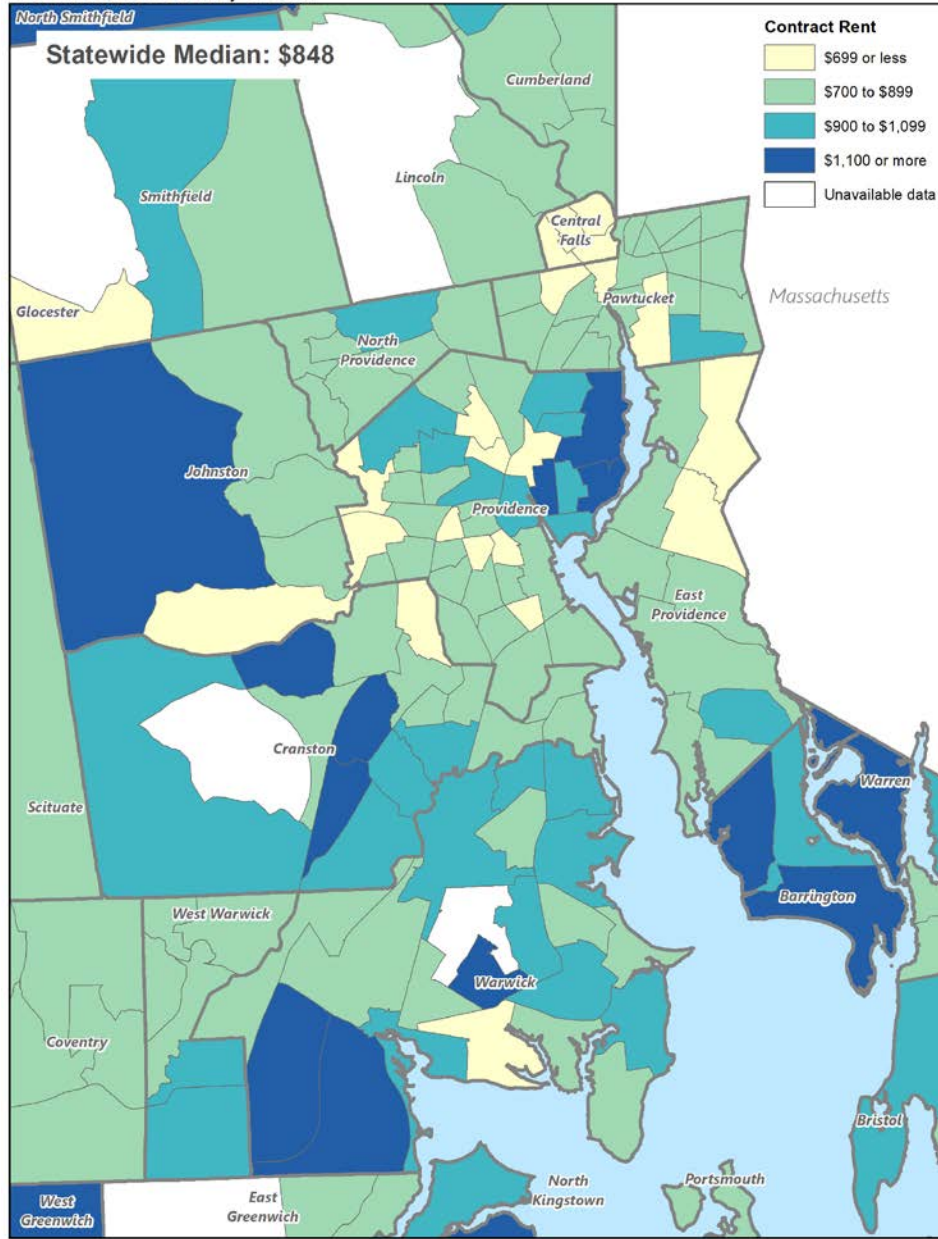 North Smithfield
Statewide Median: $848
Contract Rent
$699 or less
$700 to $899
$900 to $1,099
$1,100 or more
Unavailable data
Cumberland
Lincoln
Smithfield
Central
Falls
Glocester
Pawtucket
Massachusetts
North
Providence
Johnston
Providence
East
Providence
Cranston
Warren
Scituate
Barrington
West Warwick
Warwick
Coventry
Bristol
West
Greenwich
East
Greenwich
North
Kingstown
Portsmouth